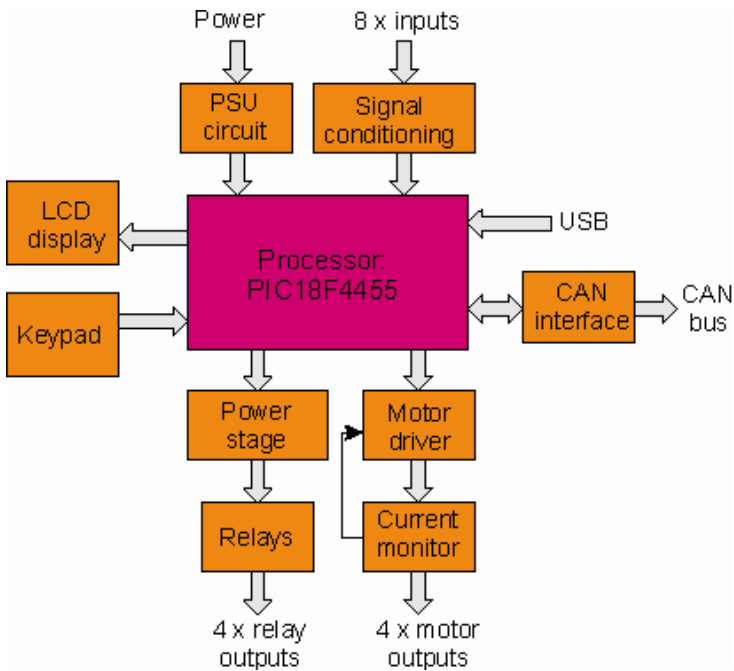 Power
8 x inputs
PSU
circuit
Signal
conditioning
LCD
display
USB
Processor:
PIC18F4455
Keypad
CAN
interface
CAN
bus
Power
stage
Motor
driver
Relays
Current
monitor
4 x relay
outputs
4 x motor
outputs